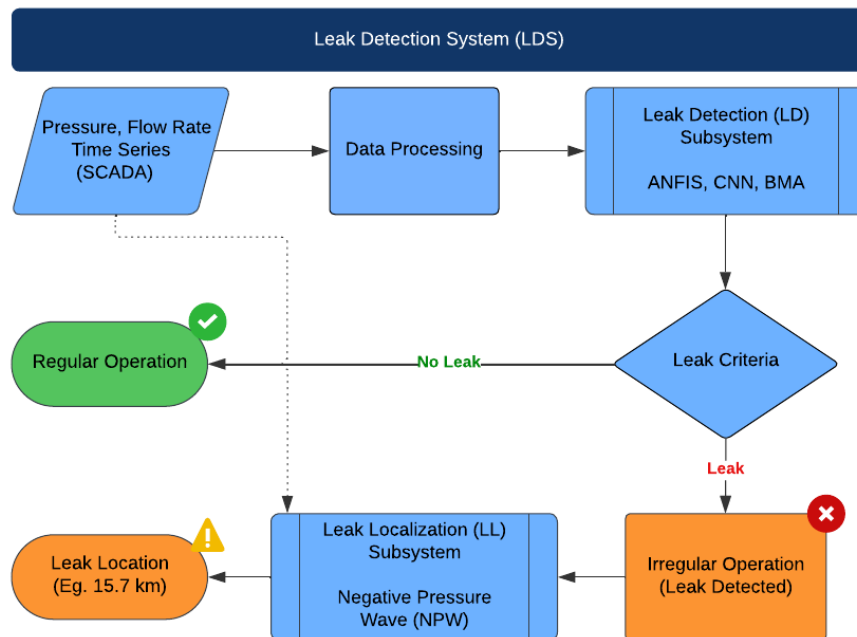 Leak Detection System (LDS)
Pressure, Flow Rate
Time Series
(SCADA)
Data Processing
Leak Detection (LD)
Subsystem
ANFIS, CNN, BMA
Regular Operation
No Leak
Leak Criteria
Leak
Leak Location
(Eg. 15.7 km)
Leak Localization (LL)
Subsystem
Negative Pressure
Wave (NPW)
Irregular Operation
(Leak Detected)